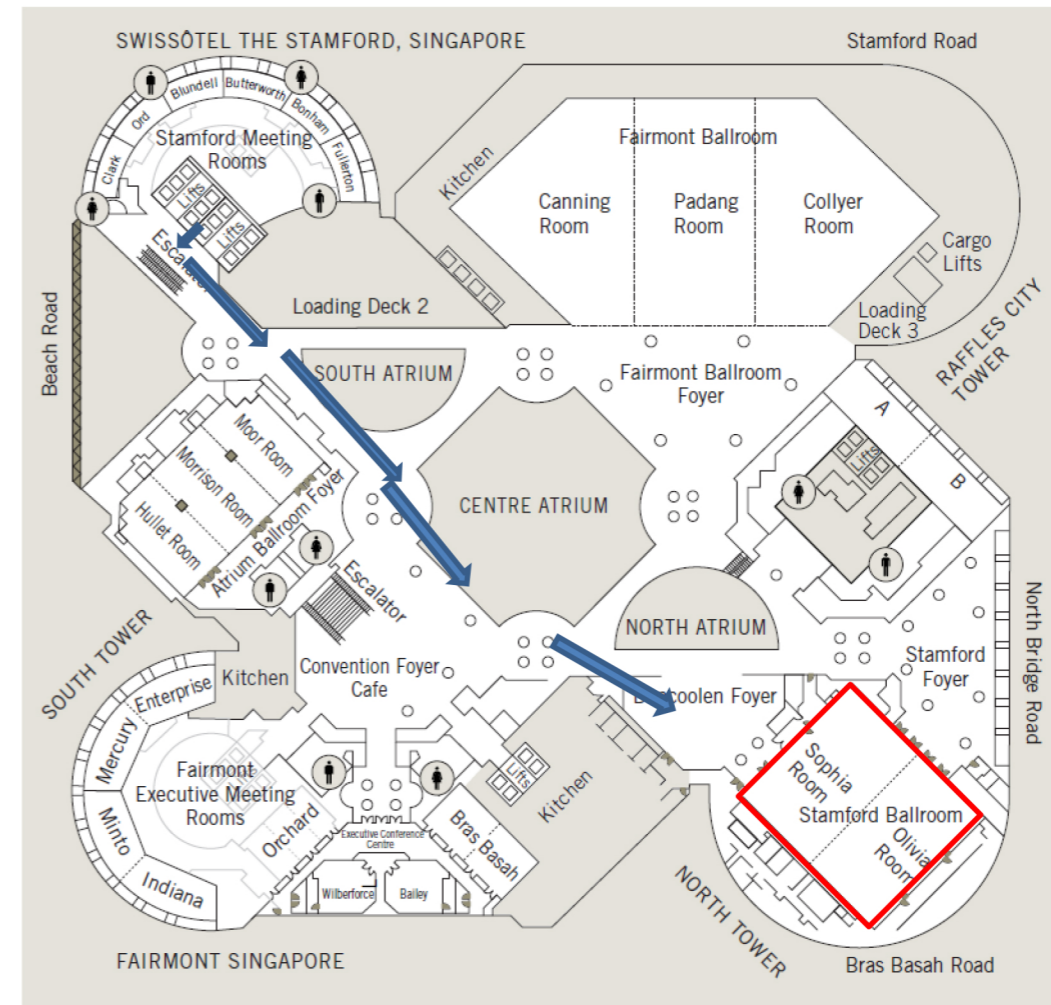 SWISSÔTEL THE STAMFORD, SINGAPORE
Stamford Road
Blundell
Butterworth
Bonham
Ord
Fullerton
Clark
Stamford Meeting
Rooms
Lifts
Lifts
Escalator
Kitchen
Fairmont Ballroom
Canning
Room
Padang
Room
Collyer
Room
Cargo
Lifts
Loading
Deck 3
Loading Deck 2
Beach Road
RAFFLES CITY
TOWER
SOUTH ATRIUM
Fairmont Ballroom
Foyer
A
B
Lifts
Moor Room
Morrison Room
Hullet Room
Atrium Ballroom Foyer
CENTRE ATRIUM
Escalator
NORTH ATRIUM
North Bridge Road
SOUTH TOWER
Kitchen
Convention Foyer
Cafe
Stamford
Foyer
coolen Foyer
Enterprise
Mercury
Minto
Indiana
Fairmont
Executive Meeting
Rooms
Orchard
Executive Conference
Centre
Wilberforce
Bailey
Bras Basah
Lifts
Kitchen
Sophia
Room
Stamford Ballroom
Olivia
Room
NORTH TOWER
FAIRMONT SINGAPORE
Bras Basah Road